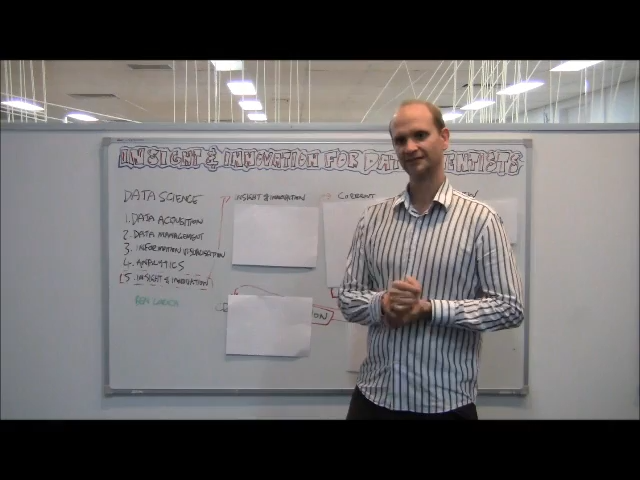 INSIGHT & INNOVATION FOR DATA SCIENTISTS
DATA SCIENCE
1. DATA ACQUISITION
2. DATA MANAGEMENT
3. INFORMATION VISUALISATION
4. ANALYTICS
5. INSIGHT & INNOVATION
INSIGHT & INNOVATION
COHERENT
ION